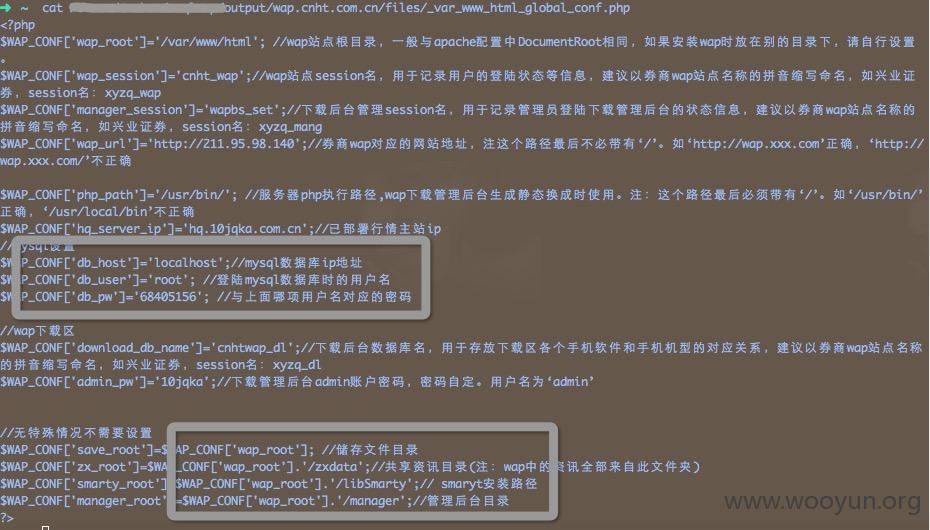 ➜ ~ cat output/wap.cnht.com.cn/files/_var_www_html_global_conf.php
<?php
$WAP_CONF['wap_root']='/var/www/html'; //wap站点根目录，一般与apache配置中DocumentRoot相同，如果安装wap时放在别的目录下，请自行设置
。
$WAP_CONF['wap_session']='cnht_wap';//wap站点session名，用于记录用户的登陆状态等信息，建议以券商wap站点名称的拼音缩写命名，如兴业证
券，session名：xyzq_wap
$WAP_CONF['manager_session']='wapbs_set';//下载后台管理session名，用于记录管理员登陆下载管理后台的状态信息，建议以券商wap站点名称的
拼音缩写命名，如兴业证券，session名：xyzq_mang
$WAP_CONF['wap_url']='http://211.95.98.140';//券商wap对应的网站地址，注这个路径最后不必带有‘/’。如‘http://wap.xxx.com’正确，‘http://
wap.xxx.com/’不正确
$WAP_CONF['php_path']='/usr/bin/'; //服务器php执行路径,wap下载管理后台生成静态换成时使用。注：这个路径最后必须带有‘/’。如‘/usr/bin/’
正确，‘/usr/local/bin’不正确
$WAP_CONF['hq_server_ip']='hq.10jqka.com.cn';//已部署行情主站ip
//mysql设置
$WAP_CONF['db_host']='localhost';//mysql数据库ip地址
$WAP_CONF['db_user']='root'; //登陆mysql数据库时的用户名
$WAP_CONF['db_pw']='68405156'; //与上面哪项用户名对应的密码
//wap下载区
$WAP_CONF['download_db_name']='cnhtwap_dl';//下载后台数据库名，用于存放下载区各个手机软件和手机机型的对应关系，建议以券商wap站点名称
的拼音缩写命名，如兴业证券，session名：xyzq_dl
$WAP_CONF['admin_pw']='10jqka';//下载管理后台admin账户密码，密码自定。用户名为‘admin’
//无特殊情况不需要设置
$WAP_CONF['save_root']=$WAP_CONF['wap_root']; //储存文件目录
$WAP_CONF['zx_root']=$WAP_CONF['wap_root'].'/zxdata';//共享资讯目录(注：wap中的资讯全部来自此文件夹)
$WAP_CONF['smarty_root']=$WAP_CONF['wap_root'].'/libSmarty';// smaryt安装路径
$WAP_CONF['manager_root']=$WAP_CONF['wap_root'].'/manager';//管理后台目录
?>
www.wooyun.org